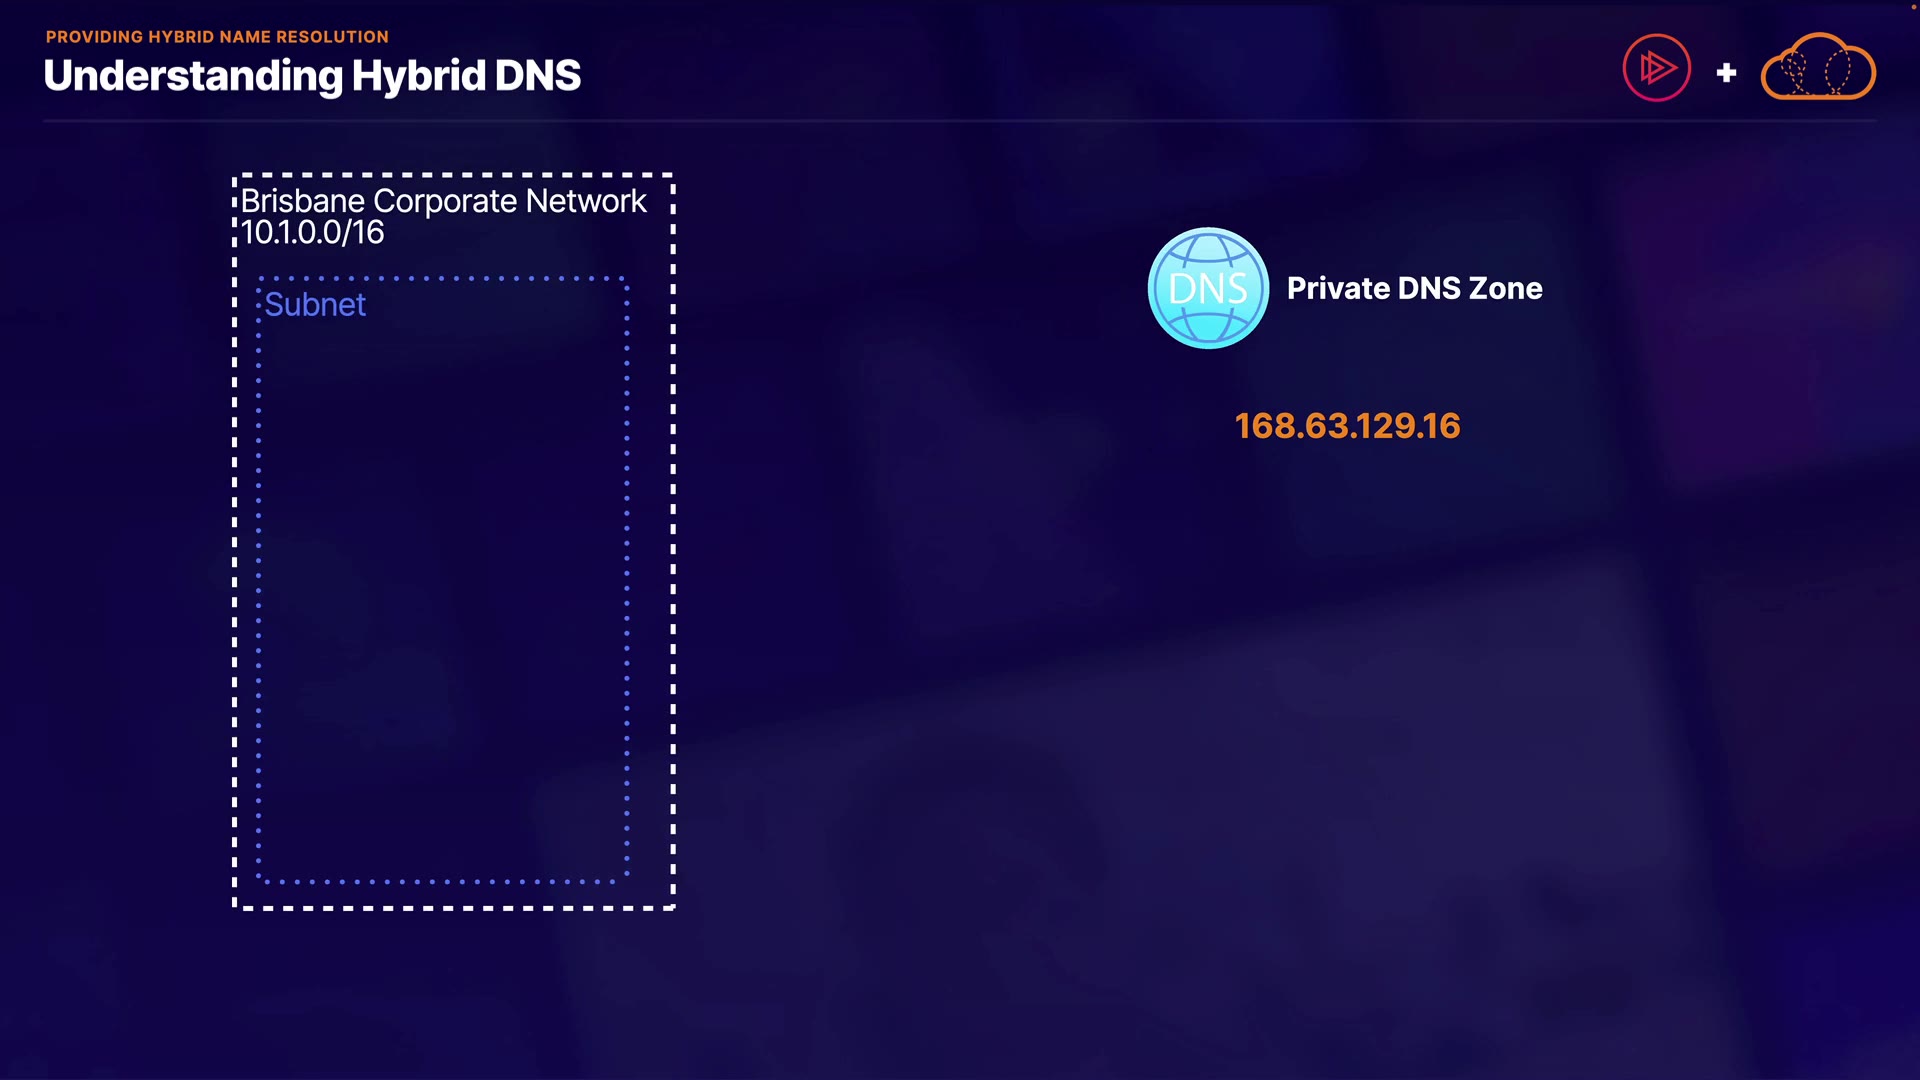 PROVIDING HYBRID NAME RESOLUTION
Understanding Hybrid DNS
Brisbane Corporate Network
10.1.0.0/16
Subnet
DNS
Private DNS Zone
168.63.129.16